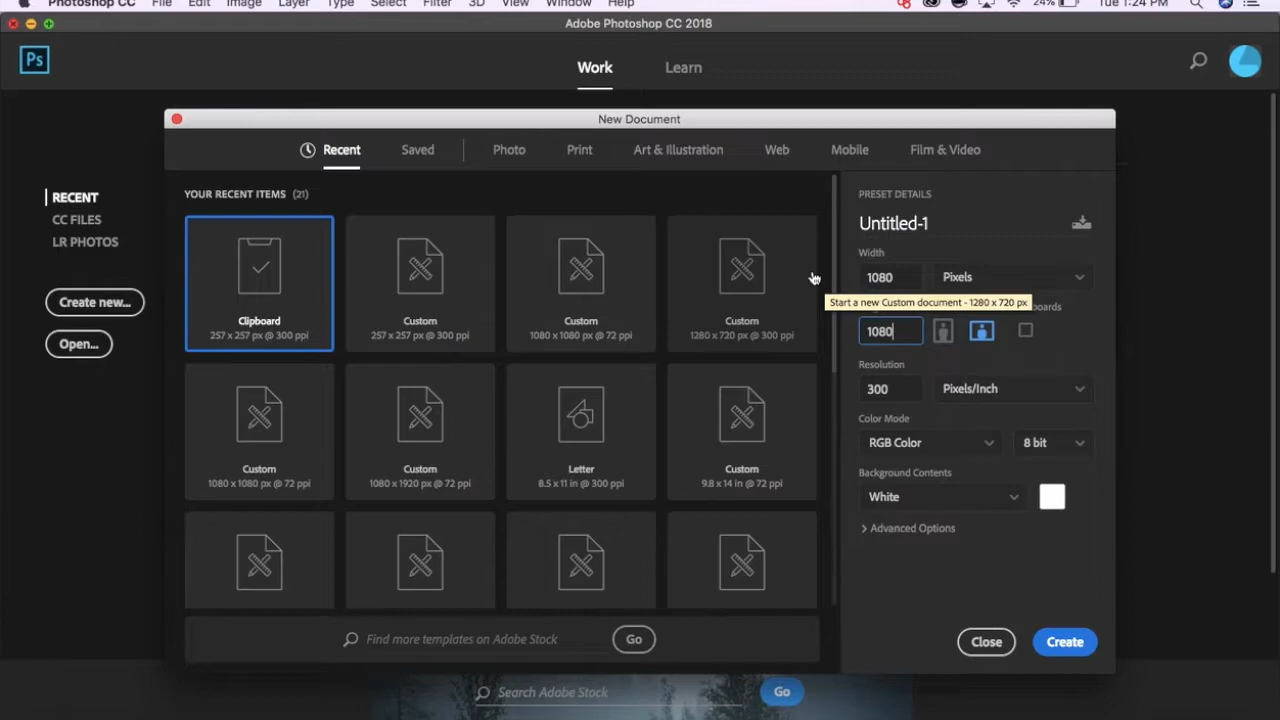 Photoshop CC File Edit Image Layer Type Select Filter 3D View Window Help 24% Tue 1:24 PM
Adobe Photoshop CC 2018
Ps Work Learn
New Document
Recent Saved Photo Print Art & Illustration Web Mobile Film & Video
RECENT
CC FILES
LR PHOTOS
Create new...
Open...
YOUR RECENT ITEMS (21)
Clipboard
257 x 257 px @ 300 ppi
Custom
257 x 257 px @ 300 ppi
Custom
1080 x 1080 px @ 72 ppi
Custom
1280 x 720 px @ 300 ppi
Custom
1080 x 1080 px @ 72 ppi
Custom
1080 x 1920 px @ 72 ppi
Letter
8.5 x 11 in @ 300 ppi
Custom
9.8 x 14 in @ 72 ppi
Find more templates on Adobe Stock Go
PRESET DETAILS
Untitled-1
Width
1080 Pixels
Start a new Custom document - 1280 x 720 px
1080
Resolution
300 Pixels/Inch
Color Mode
RGB Color 8 bit
Background Contents
White
Advanced Options
Close Create
Search Adobe Stock Go